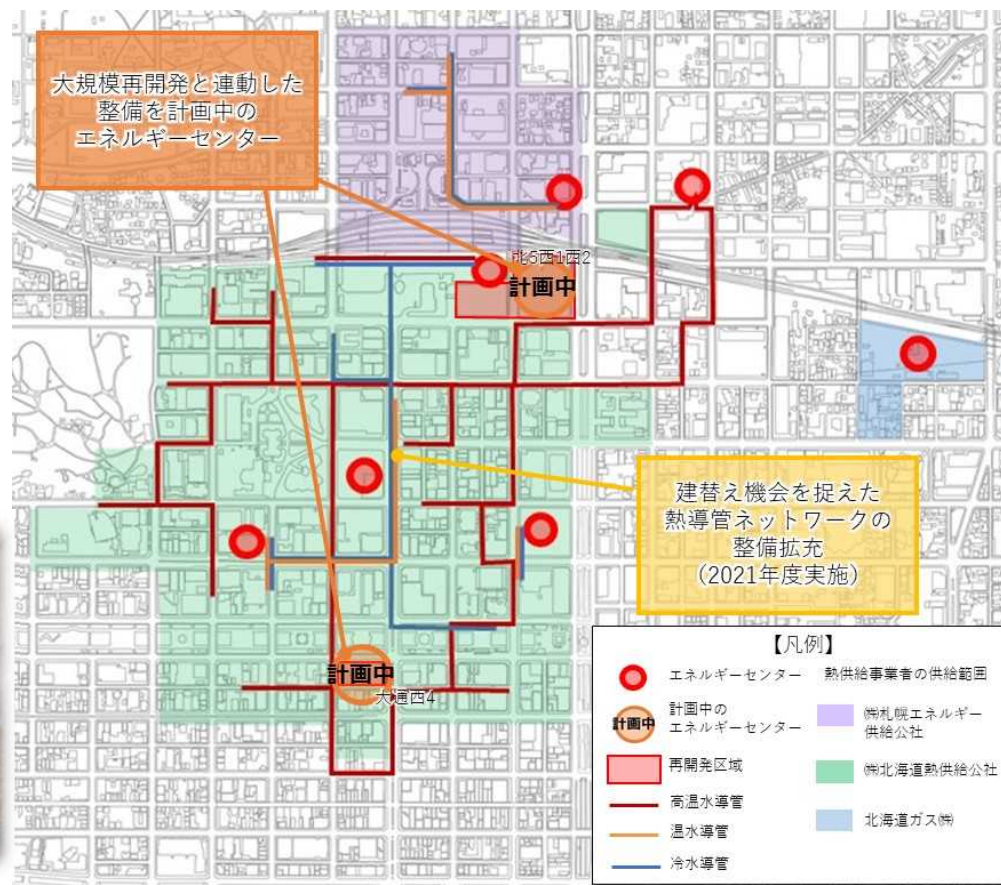 大規模再開発と連動した
整備を計画中の
エネルギーセンター
北5西1西2
計画中
建替え機会を捉えた
熱導管ネットワークの
整備拡充
(2021年度実施)
計画中
大通西4
【凡例】
エネルギーセンター
計画中
計画中の
エネルギーセンター
再開発区域
高温水導管
温水導管
冷水導管
熱供給事業者の供給範囲
㈱札幌エネルギー
供給公社
㈱北海道熱供給公社
北海道ガス㈱